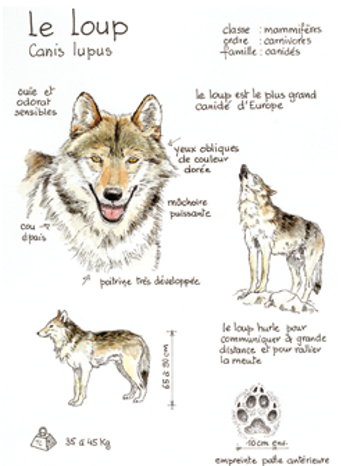 le loup
Canis lupus
classe : mammifères
ordre : carnivores
famille : canidés
ouïe et
odorat
sensibles
le loup est le plus grand
canidé d'Europe
yeux obliques
de couleur
dorée
mâchoire
puissante
cou
épais
poitrine très développée
65 à 90 cm
le loup hurle pour
communiquer à grande
distance et pour rallier
la meute
35 à 45 Kg
10 cm env.
empreinte patte antérieure